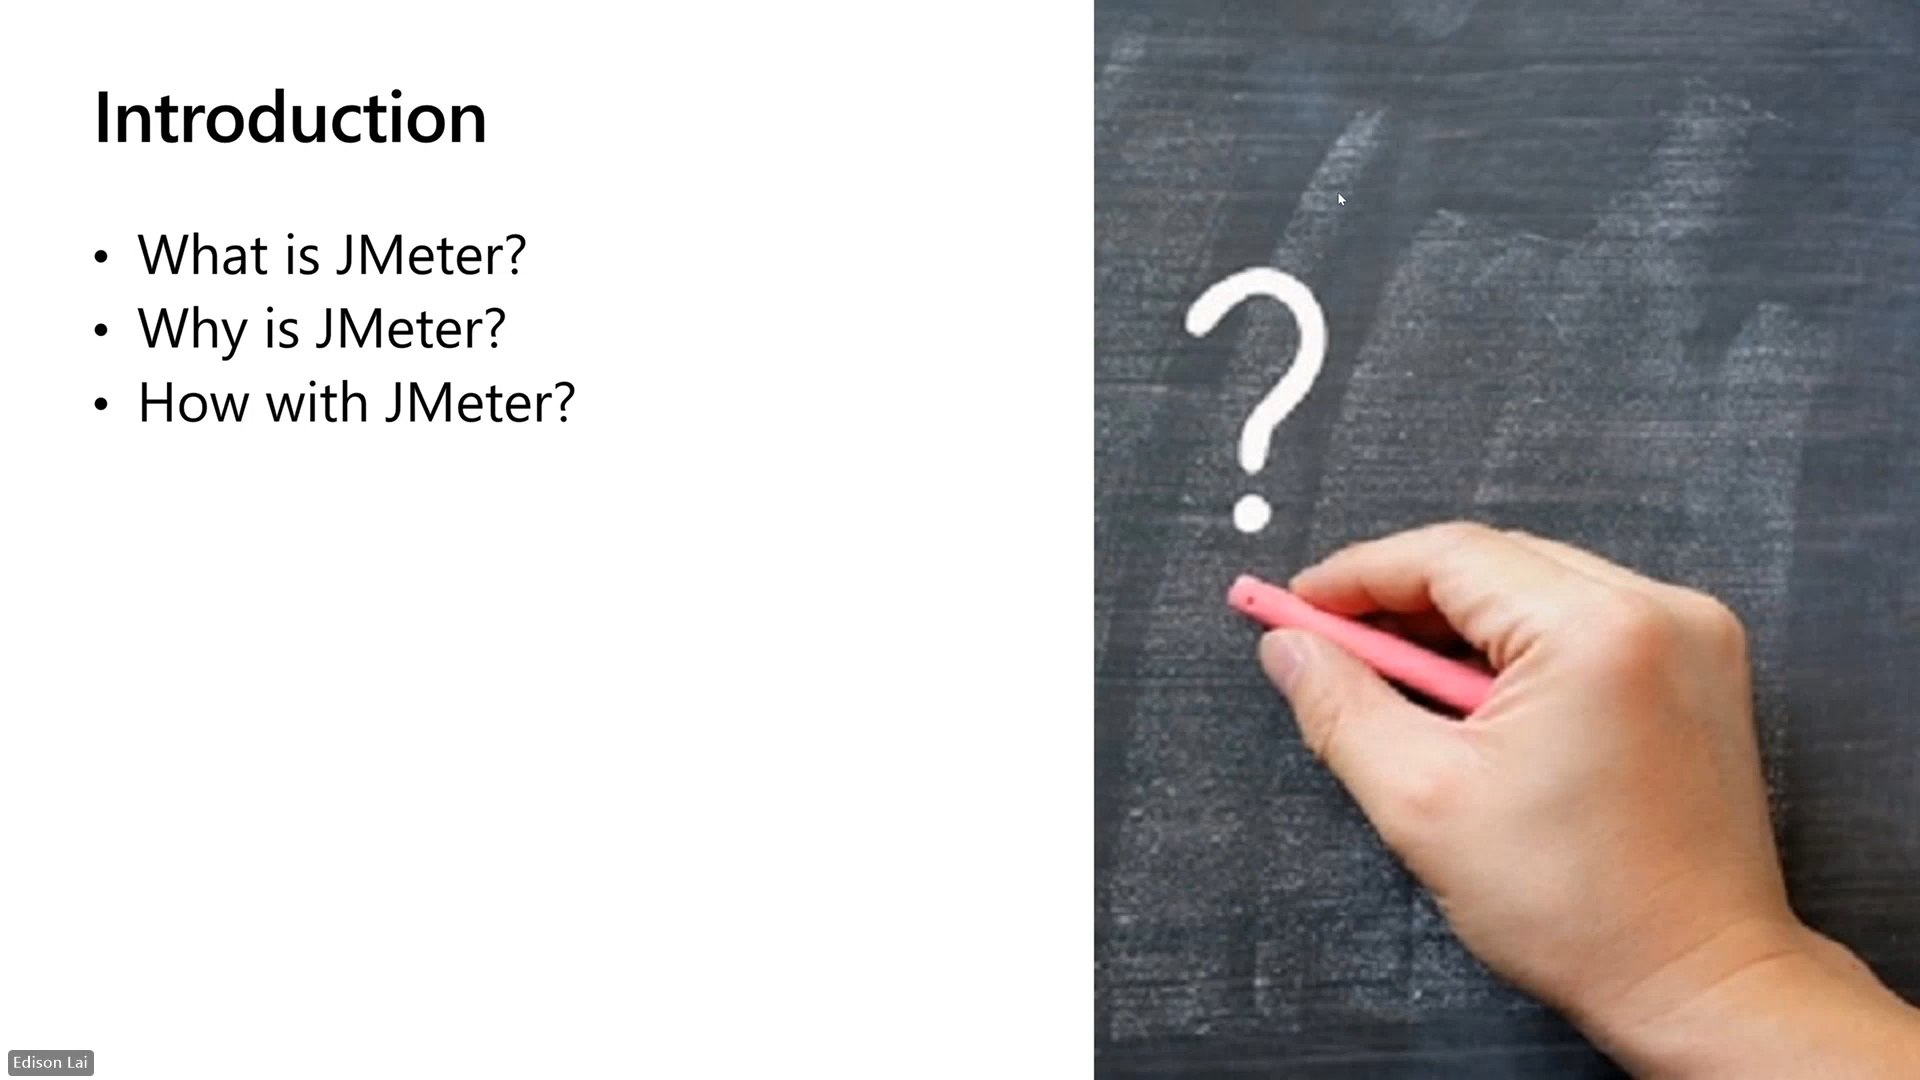 Introduction
• What is JMeter?
• Why is JMeter?
• How with JMeter?
?
Edison Lai